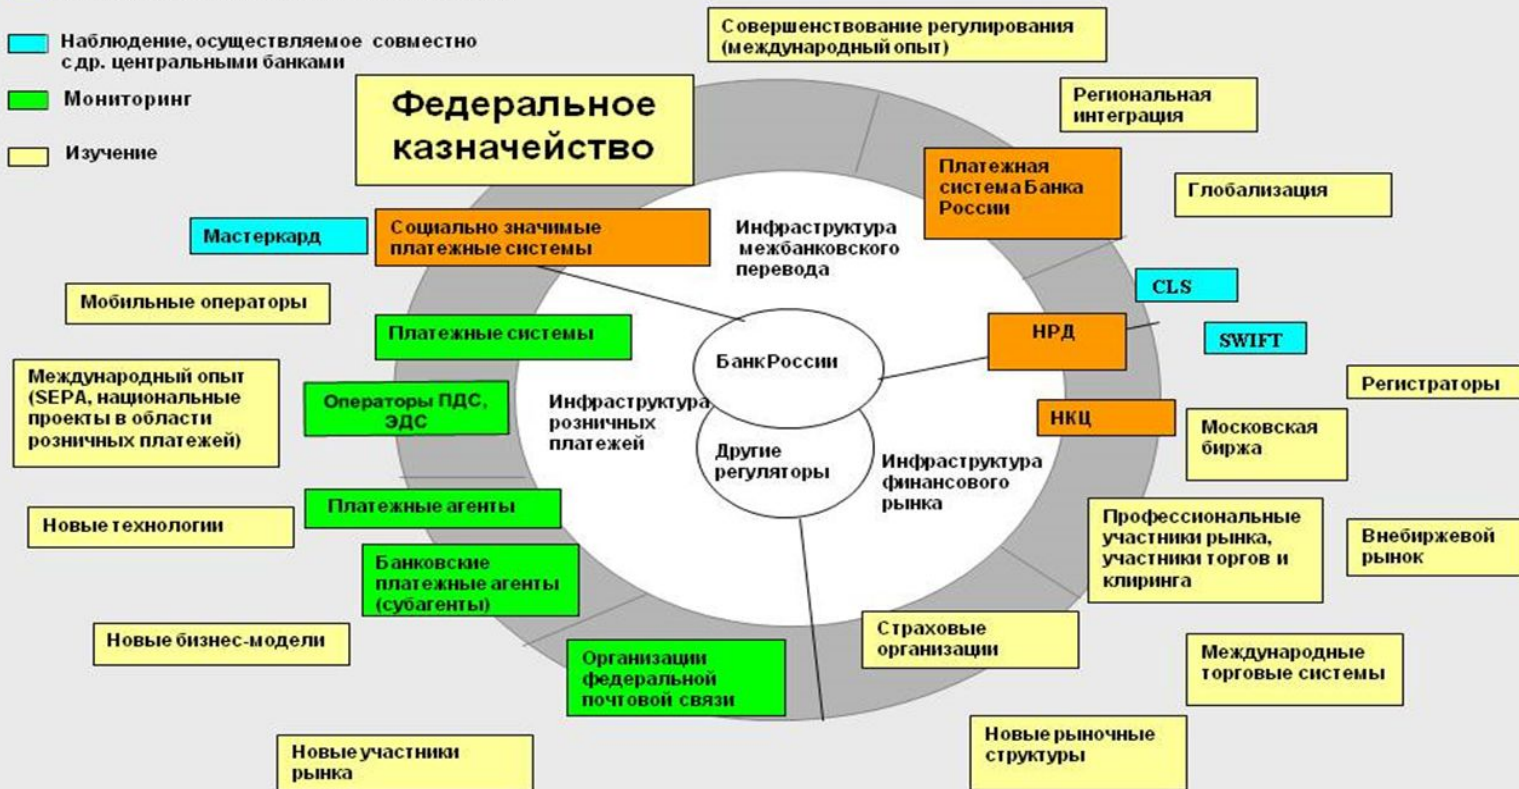 Наблюдение, осуществляемое совместно
с др. центральными банками
Мониторинг
Изучение
Совершенствование регулирования
(международный опыт)
Федеральное
казначейство
Региональная
интеграция
Платежная
система Банка
России
Глобализация
Мастеркард
Социально значимые
платежные системы
Инфраструктура
межбанковского
перевода
CLS
Мобильные операторы
Платежные системы
НРД
SWIFT
Банк России
Международный опыт
(SEPA, национальные
проекты в области
розничных платежей)
Операторы ПДС,
ЭДС
Инфраструктура
розничных
платежей
Регистраторы
НКЦ
Московская
биржа
Другие
регуляторы
Инфраструктура
финансового
рынка
Новые технологии
Платежные агенты
Профессиональные
участники рынка,
участники торгов и
клиринга
Внебиржевой
рынок
Банковские
платежные агенты
(субагенты)
Новые бизнес-модели
Страховые
организации
Организации
федеральной
почтовой связи
Международные
торговые системы
Новые участники
рынка
Новые рыночные
структуры